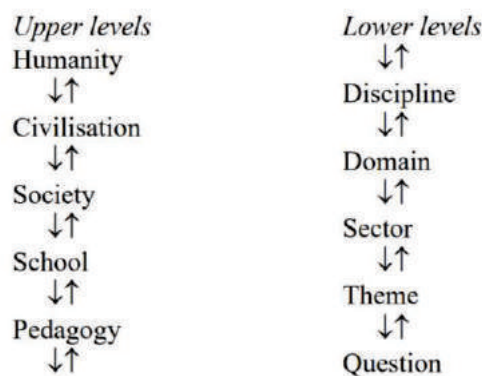 Upper levels
Humanity
↓↑
Civilisation
↓↑
Society
↓↑
School
↓↑
Pedagogy
↓↑
Lower levels
↓↑
Discipline
↓↑
Domain
↓↑
Sector
↓↑
Theme
↓↑
Question